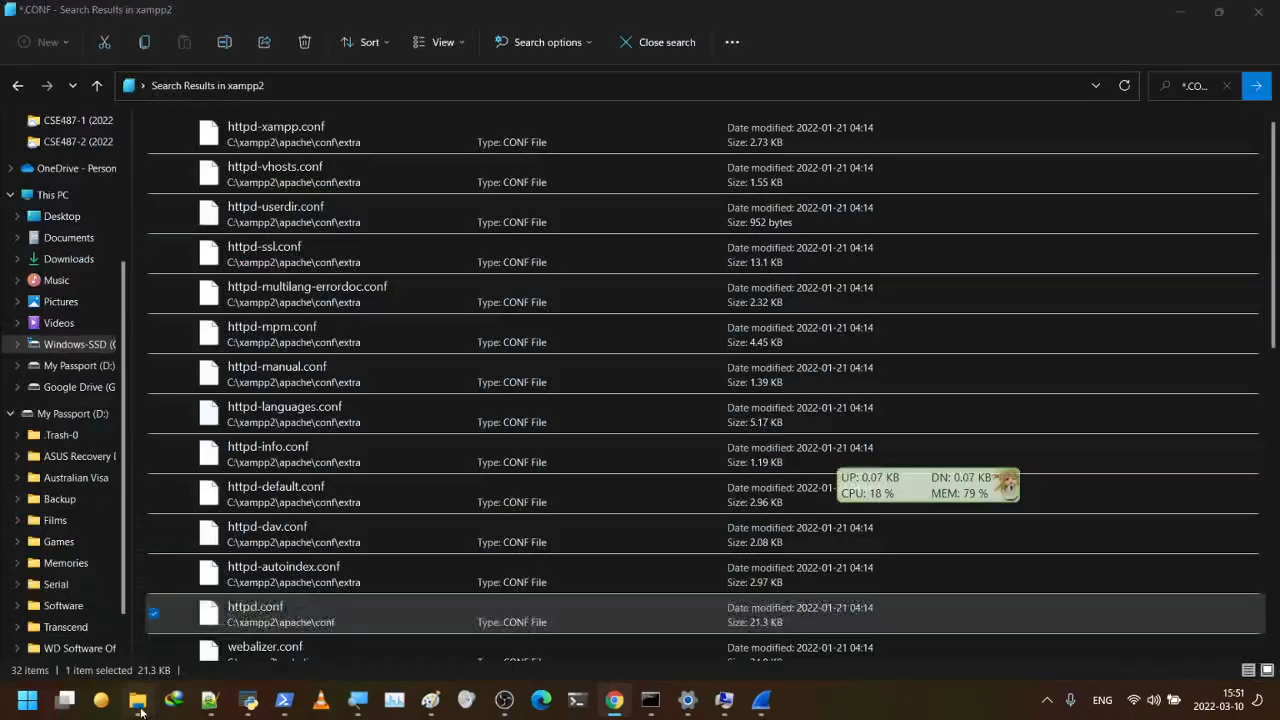 *.CONF - Search Results in xampp2
New
Sort
View
Search options
Close search
Search Results in xampp2
*.CO...
CSE487-1 (2022
CSE487-2 (2022
OneDrive - Person
This PC
Desktop
Documents
Downloads
Music
Pictures
Videos
Windows-SSD (C
My Passport (D:)
Google Drive (G
My Passport (D:)
.Trash-0
ASUS Recovery D
Australian Visa
Backup
Films
Games
Memories
Serial
Software
Transcend
WD Software Of
httpd-xampp.conf
C:\xampp2\apache\conf\extra
Type: CONF File
Date modified: 2022-01-21 04:14
Size: 2.73 KB
httpd-vhosts.conf
C:\xampp2\apache\conf\extra
Type: CONF File
Date modified: 2022-01-21 04:14
Size: 1.55 KB
httpd-userdir.conf
C:\xampp2\apache\conf\extra
Type: CONF File
Date modified: 2022-01-21 04:14
Size: 952 bytes
httpd-ssl.conf
C:\xampp2\apache\conf\extra
Type: CONF File
Date modified: 2022-01-21 04:14
Size: 13.1 KB
httpd-multilang-errordoc.conf
C:\xampp2\apache\conf\extra
Type: CONF File
Date modified: 2022-01-21 04:14
Size: 2.32 KB
httpd-mpm.conf
C:\xampp2\apache\conf\extra
Type: CONF File
Date modified: 2022-01-21 04:14
Size: 4.45 KB
httpd-manual.conf
C:\xampp2\apache\conf\extra
Type: CONF File
Date modified: 2022-01-21 04:14
Size: 1.39 KB
httpd-languages.conf
C:\xampp2\apache\conf\extra
Type: CONF File
Date modified: 2022-01-21 04:14
Size: 5.17 KB
httpd-info.conf
C:\xampp2\apache\conf\extra
Type: CONF File
Date modified: 2022-01-21 04:14
Size: 1.19 KB
httpd-default.conf
C:\xampp2\apache\conf\extra
Type: CONF File
Date modified: 2022-0
Size: 2.96 KB
UP: 0.07 KB DN: 0.07 KB
CPU: 18 % MEM: 79 %
httpd-dav.conf
C:\xampp2\apache\conf\extra
Type: CONF File
Date modified: 2022-01-21 04:14
Size: 2.08 KB
httpd-autoindex.conf
C:\xampp2\apache\conf\extra
Type: CONF File
Date modified: 2022-01-21 04:14
Size: 2.97 KB
httpd.conf
C:\xampp2\apache\conf
Type: CONF File
Date modified: 2022-01-21 04:14
Size: 21.3 KB
webalizer.conf
32 items
1 item selected 21.3 KB
ENG
15:51
2022-03-10